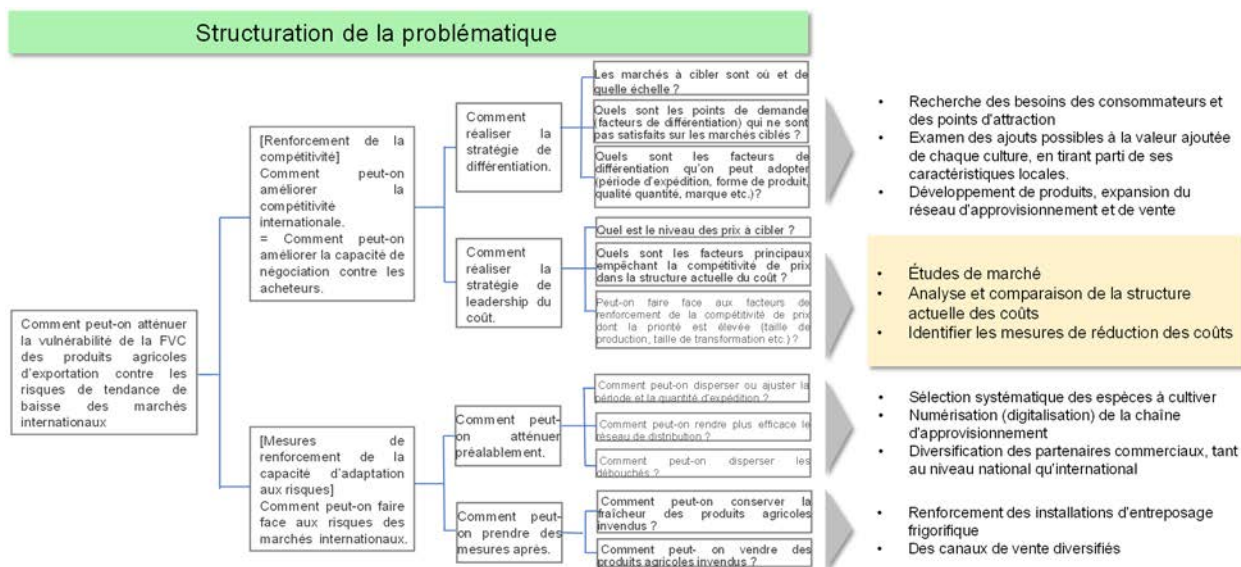 Structuration de la problématique
Comment peut-on atténuer
la vulnérabilité de la FVC
des produits agricoles
d'exportation contre les
risques de tendance de
baisse des marchés
internationaux
[Renforcement de la
compétitivité]
Comment peut-on
améliorer la
compétitivité
internationale.
= Comment peut-on
améliorer la capacité de
négociation contre les
acheteurs.
[Mesures de
renforcement de la
capacité d'adaptation
aux risques]
Comment peut-on faire
face aux risques des
marchés internationaux.
Comment
réaliser la
stratégie de
différentiation.
Comment
réaliser la
stratégie de
leadership du
coût.
Comment peut-
on atténuer
préalablement.
Comment peut-
on prendre des
mesures après.
Les marchés à cibler sont où et de
quelle échelle ?
Quels sont les points de demande
(facteurs de différentiation) qui ne sont
pas satisfaits sur les marchés ciblés ?
Quels sont les facteurs de
différentiation qu'on peut adopter
(période d'expédition, forme de produit,
qualité quantité, marque etc.)?
Quel est le niveau des prix à cibler ?
Quels sont les facteurs principaux
empêchant la compétitivité de prix
dans la structure actuelle du coût ?
Peut-on faire face aux facteurs de
renforcement de la compétitivité de prix
dont la priorité est élevée (taille de
production, taille de transformation etc.) ?
Comment peut-on disperser ou ajuster la
période et la quantité d'expédition ?
Comment peut-on rendre plus efficace le
réseau de distribution ?
Comment peut-on disperser les
débouchés ?
Comment peut-on conserver la
fraîcheur des produits agricoles
invendus ?
Comment peut- on vendre des
produits agricoles invendus ?
• Recherche des besoins des consommateurs et
des points d'attraction
• Examen des ajouts possibles à la valeur ajoutée
de chaque culture, en tirant parti de ses
caractéristiques locales.
• Développement de produits, expansion du
réseau d'approvisionnement et de vente
• Études de marché
• Analyse et comparaison de la structure
actuelle des coûts
• Identifier les mesures de réduction des coûts
• Sélection systématique des espèces à cultiver
• Numérisation (digitalisation) de la chaîne
d'approvisionnement
• Diversification des partenaires commerciaux, tant
au niveau national qu'international
• Renforcement des installations d'entreposage
frigorifique
• Des canaux de vente diversifiés